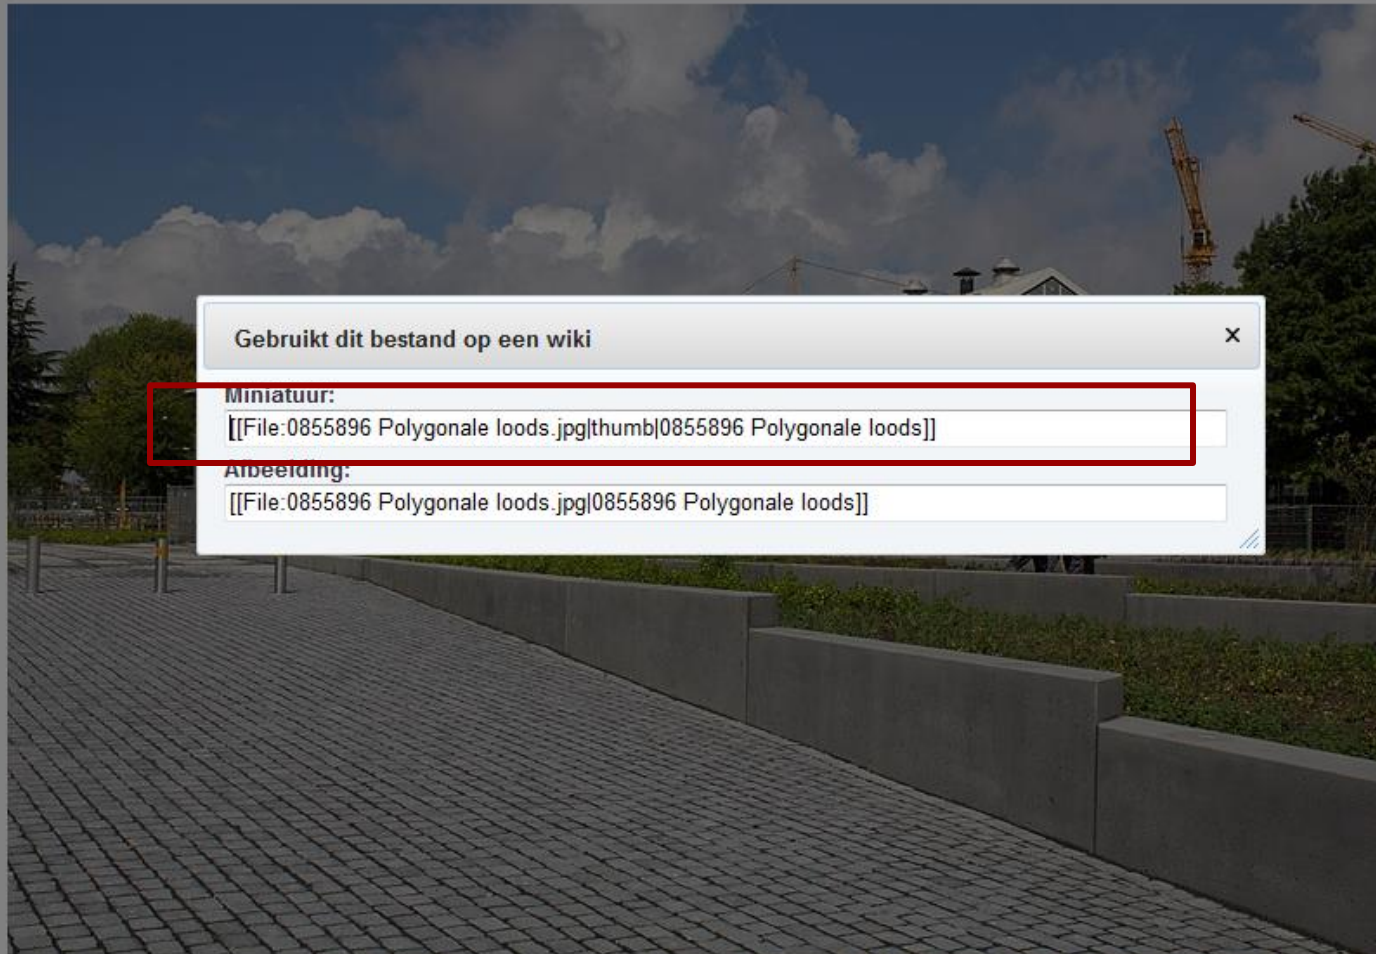 Gebruikt dit bestand op een wiki
Miniatuur:
[[File:0855896 Polygonale loods.jpg|thumb|0855896 Polygonale loods]]
Afbeelding:
[[File:0855896 Polygonale loods.jpg|0855896 Polygonale loods]]